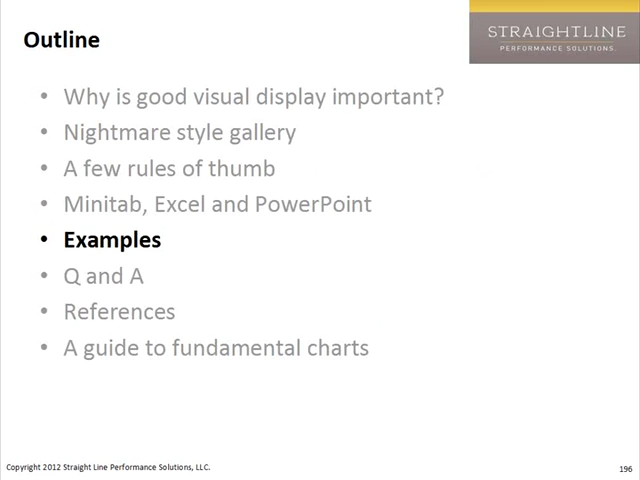 Outline
STRAIGHTLINE
PERFORMANCE SOLUTIONS.
• Why is good visual display important?
• Nightmare style gallery
• A few rules of thumb
• Minitab, Excel and PowerPoint
• Examples
• Q and A
• References
• A guide to fundamental charts
Copyright 2012 Straight Line Performance Solutions, LLC.
196